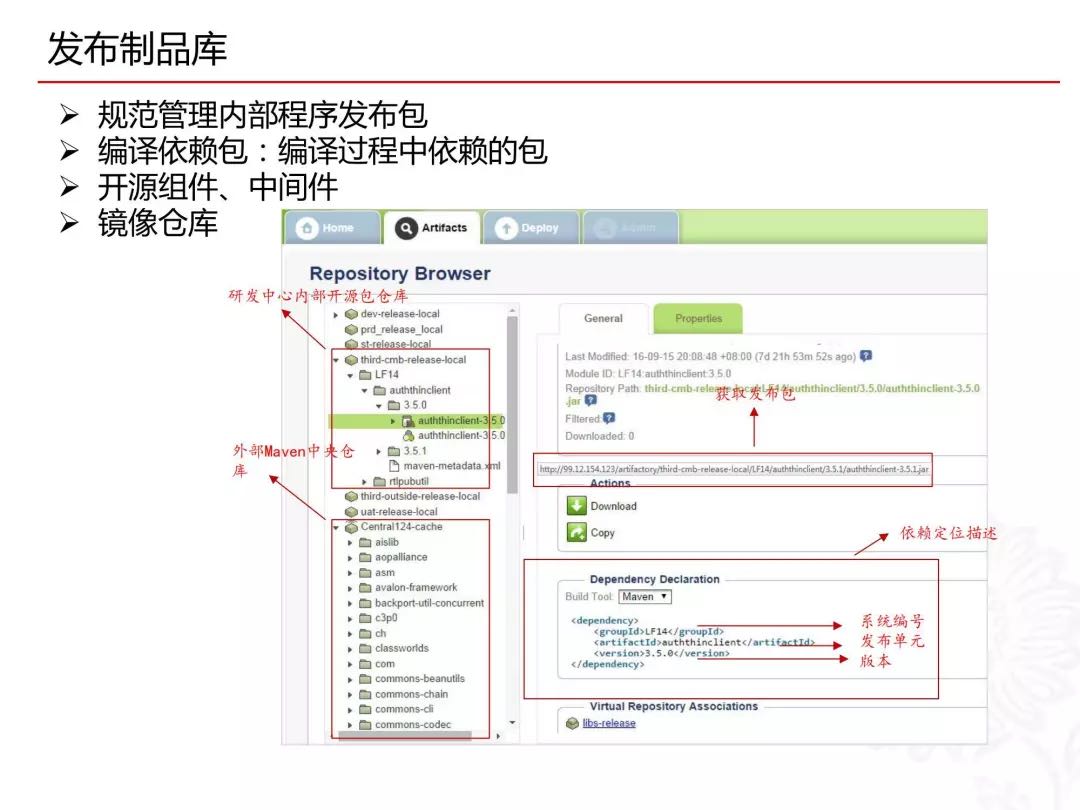 发布制品库
规范管理内部程序发布包
编译依赖包：编译过程中依赖的包
开源组件、中间件
镜像仓库
Home
Artifacts
Deploy
Admin
Repository Browser
研发中心内部开源包仓库
dev-release-local
prd_release_local
st-release-local
third-cmb-release-local
LF14
auththinclient
3.5.0
auththinclient-3.5.0
auththinclient-3.5.0
3.5.1
maven-metadata.xml
rtlpubutil
third-outside-release-local
uat-release-local
外部Maven中央仓
库
Central124-cache
aislib
aopalliance
asm
avalon-framework
backport-util-concurrent
c3p0
ch
classworlds
com
commons-beanutils
commons-chain
commons-cli
commons-codec
General
Properties
Last Modified: 16-09-15 20:08:48 +08:00 (7d 21h 53m 52s ago)
Module ID: LF14:auththinclient:3.5.0
Repository Path: third-cmb-release-local:LF14/auththinclient/3.5.0/auththinclient-3.5.0
.jar
获取发布包
Filtered:
Downloaded: 0
http://99.12.154.123/artifactory/third-cmb-release-local/LF14/auththinclient/3.5.1/auththinclient-3.5.1.jar
Actions
Download
Copy
依赖定位描述
Dependency Declaration
Build Tool: Maven
<dependency>
<groupId>LF14</groupId>
<artifactId>auththinclient</artifactId>
<version>3.5.0</version>
</dependency>
系统编号
发布单元
版本
Virtual Repository Associations
libs-release